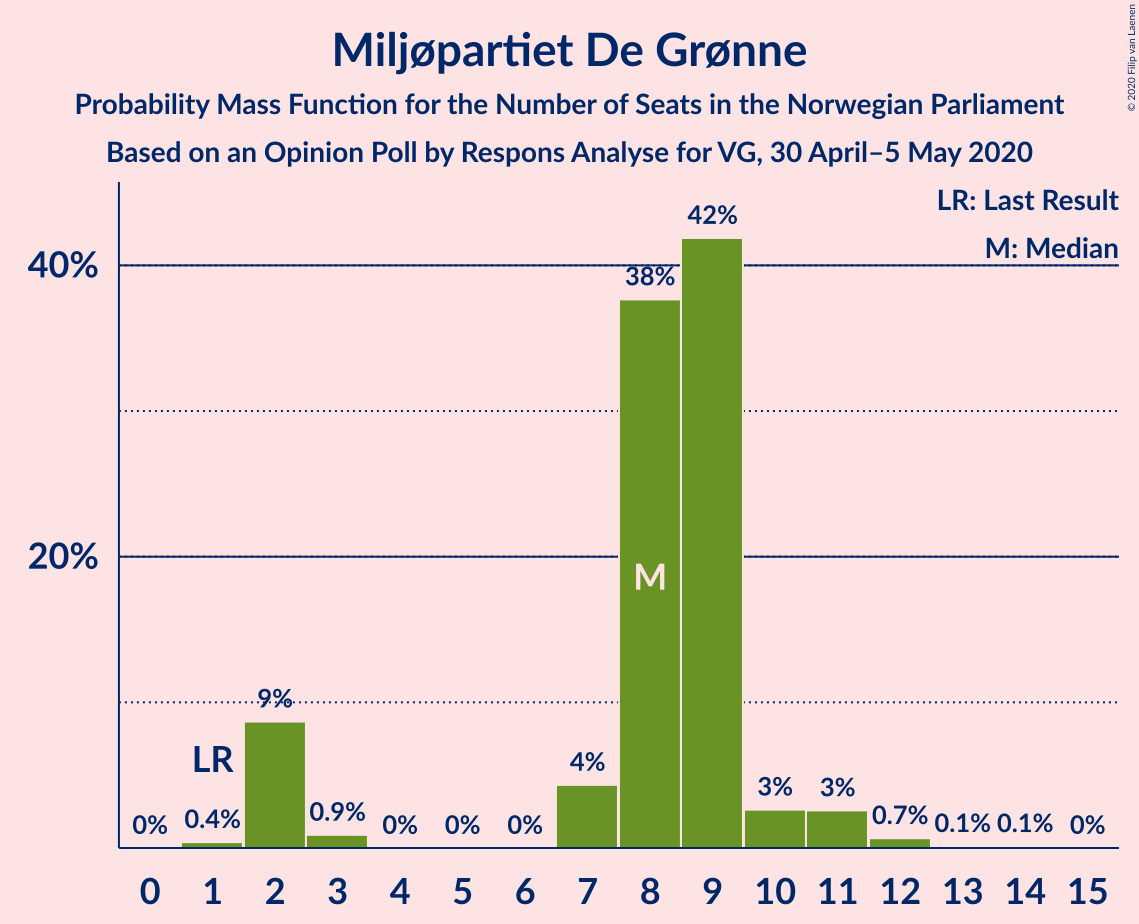 Miljøpartiet De Grønne
Probability Mass Function for the Number of Seats in the Norwegian Parliament
Based on an Opinion Poll by Respons Analyse for VG, 30 April–5 May 2020
© 2020 Filip van Laenen
LR: Last Result
M: Median
40%
20%
0%
0.4%
9%
0.9%
0%
0%
0%
4%
38%
42%
3%
3%
0.7%
0.1%
0.1%
0%
LR
M
0 1 2 3 4 5 6 7 8 9 10 11 12 13 14 15